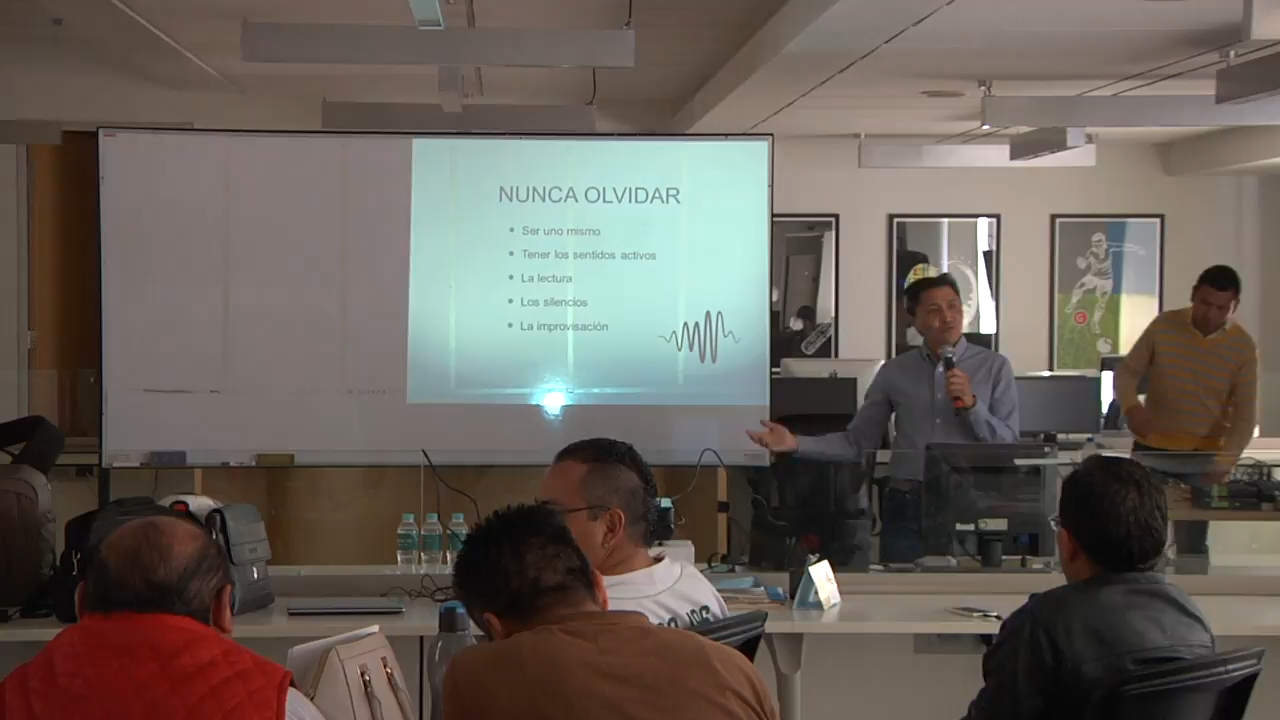 NUNCA OLVIDAR
• Ser uno mismo
• Tener los sentidos activos
• La lectura
• Los silencios
• La improvisación
G